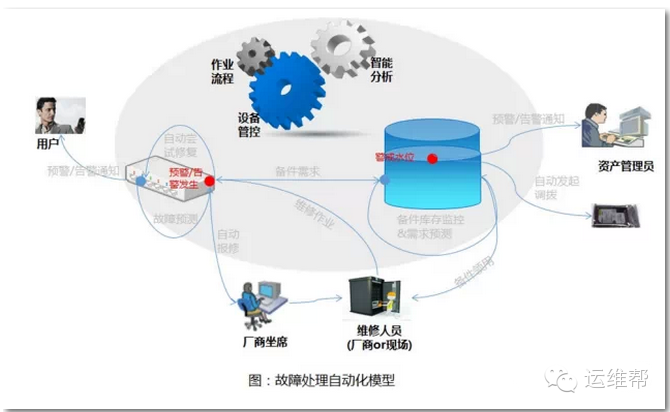 作业
流程
智能
分析
设备
管控
用户
自动尝
试修复
预警/告警通知
预警/告
警发生
备件需求
警戒水位
预警/告警通知
资产管理员
自动发起
调拨
故障预测
维修作业
备件库存监控
&需求预测
自动
报修
备件领用
厂商坐席
维修人员
(厂商or现场)
图：故障处理自动化模型
运维帮